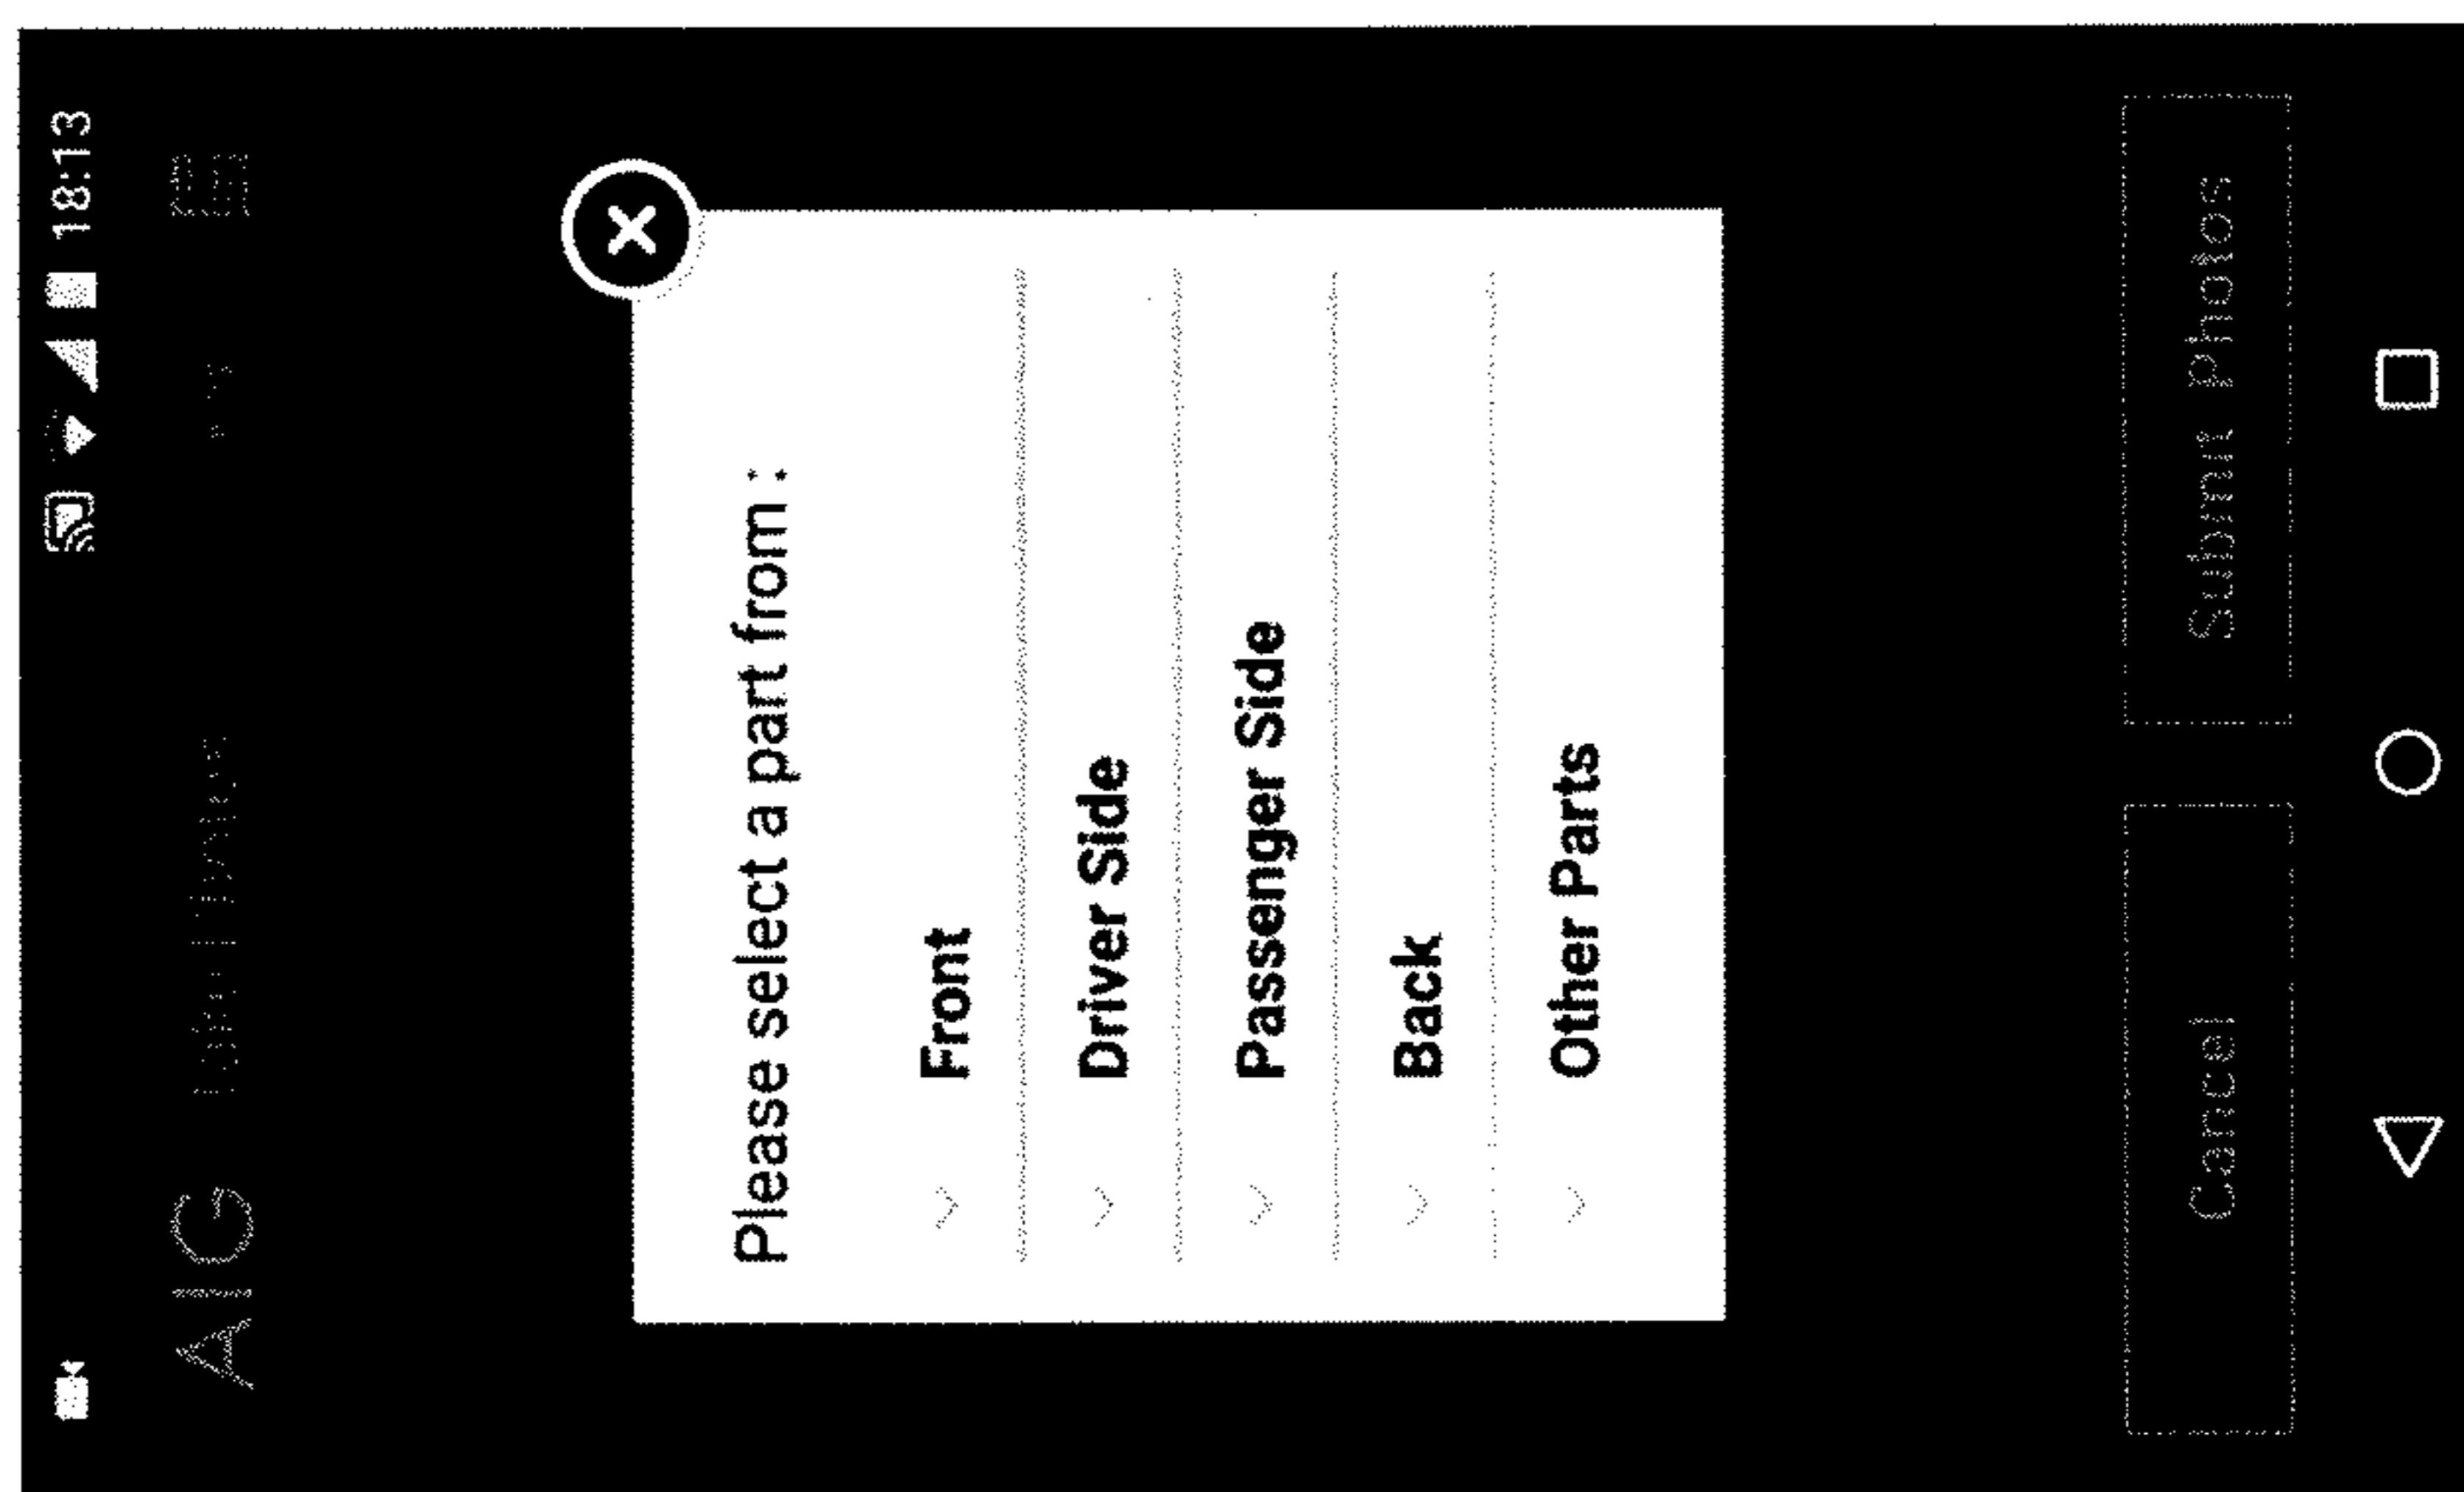 18:13
AIG
Please select a part from :
Front
Driver Side
Passenger Side
Back
Other Parts
Cancel
Submit photos